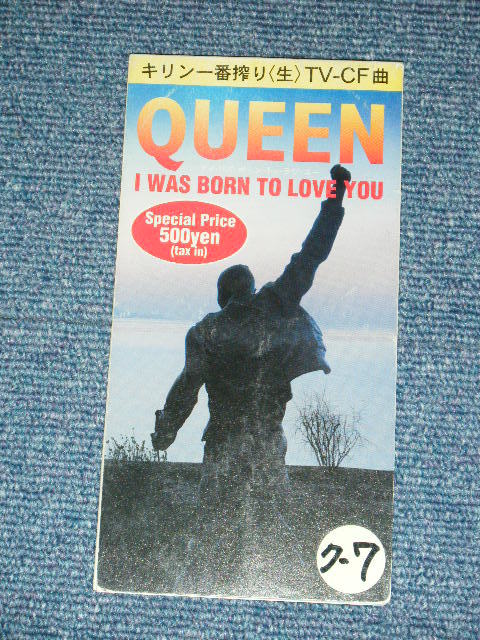 キリン一番搾り〈生〉TV-CF曲
QUEEN
I WAS BORN TO LOVE YOU
Special Price
500yen
(tax in)
ク-7